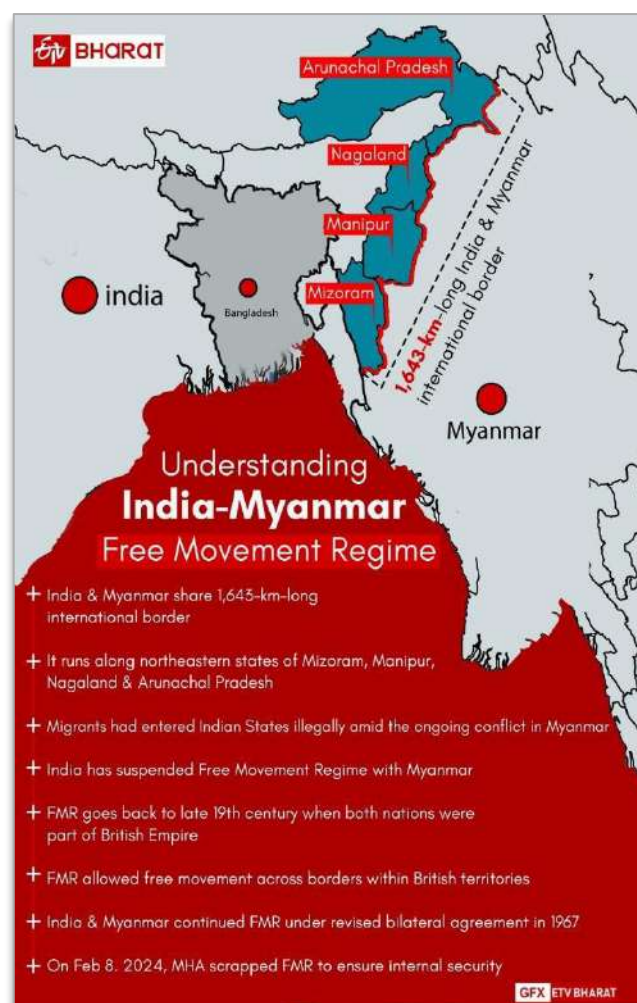 ETV BHARAT
Arunachal Pradesh
Nagaland
Manipur
Mizoram
india
Bangladesh
1,643-km-long India & Myanmar
international border
Myanmar
Understanding
India-Myanmar
Free Movement Regime
+ India & Myanmar share 1,643-km-long
international border
+ It runs along northeastern states of Mizoram, Manipur,
Nagaland & Arunachal Pradesh
+ Migrants had entered Indian States illegally amid the ongoing conflict in Myanmar
+ India has suspended Free Movement Regime with Myanmar
+ FMR goes back to late 19th century when both nations were
part of British Empire
+ FMR allowed free movement across borders within British territories
+ India & Myanmar continued FMR under revised bilateral agreement in 1967
+ On Feb 8. 2024, MHA scrapped FMR to ensure internal security
GFX ETV BHARAT